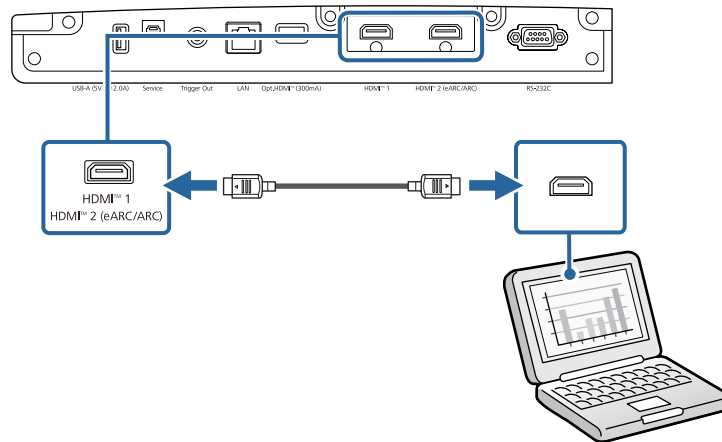 USB-A (5V 2.0A) Service Trigger Out LAN Opt.HDMI™(300mA) HDMI™ 1 HDMI™ 2 (eARC/ARC) RS-232C
HDMI™ 1
HDMI™ 2 (eARC/ARC)